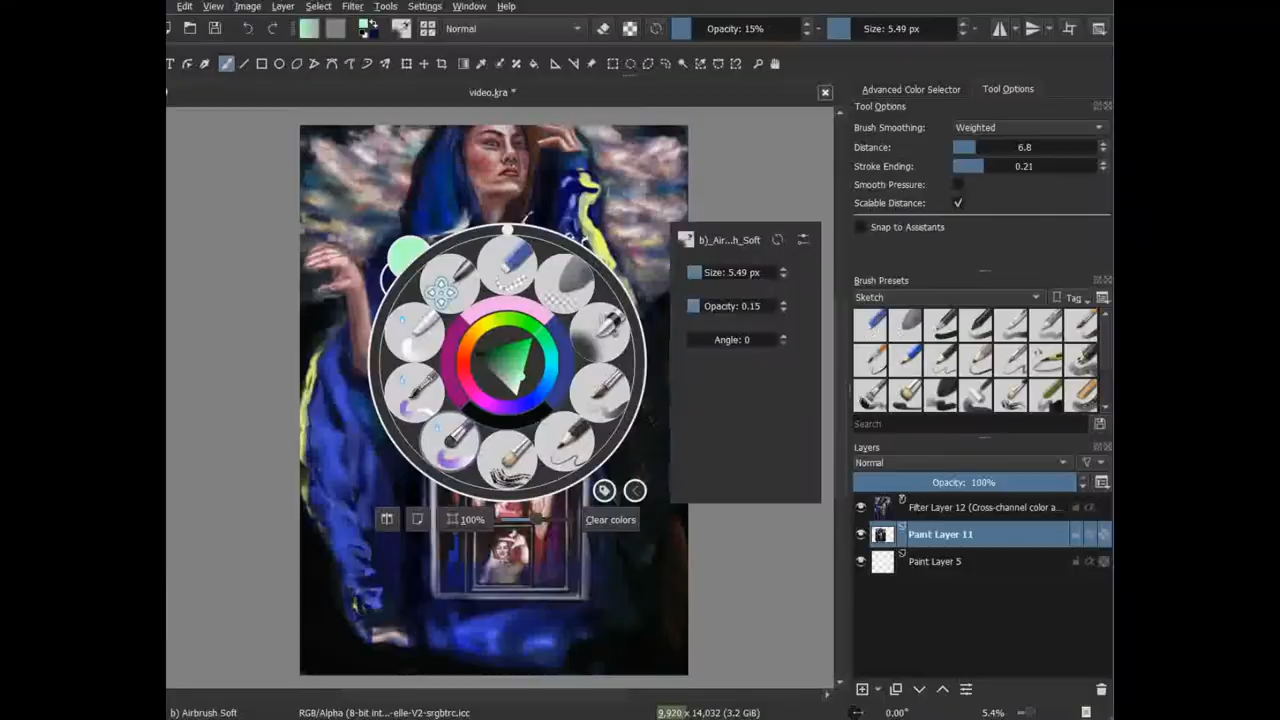 Edit View Image Layer Select Filter Tools Settings Window Help
Normal Opacity: 15% Size: 5.49 px
video.kra *
Advanced Color Selector Tool Options
Tool Options
Brush Smoothing: Weighted
Distance: 6.8
Stroke Ending: 0.21
Smooth Pressure:
Scalable Distance:
Snap to Assistants
b)_Air...h_Soft
Size: 5.49 px
Opacity: 0.15
Angle: 0
Brush Presets
Sketch Tag
Search
Layers
Normal
Opacity: 100%
Filter Layer 12 (Cross-channel color a...
Paint Layer 11
Paint Layer 5
100% Clear colors
b) Airbrush Soft RGB/Alpha (8-bit int...-elle-V2-srgbtrc.icc 9,920 x 14,032 (3.2 GiB) 0.00° 5.4%